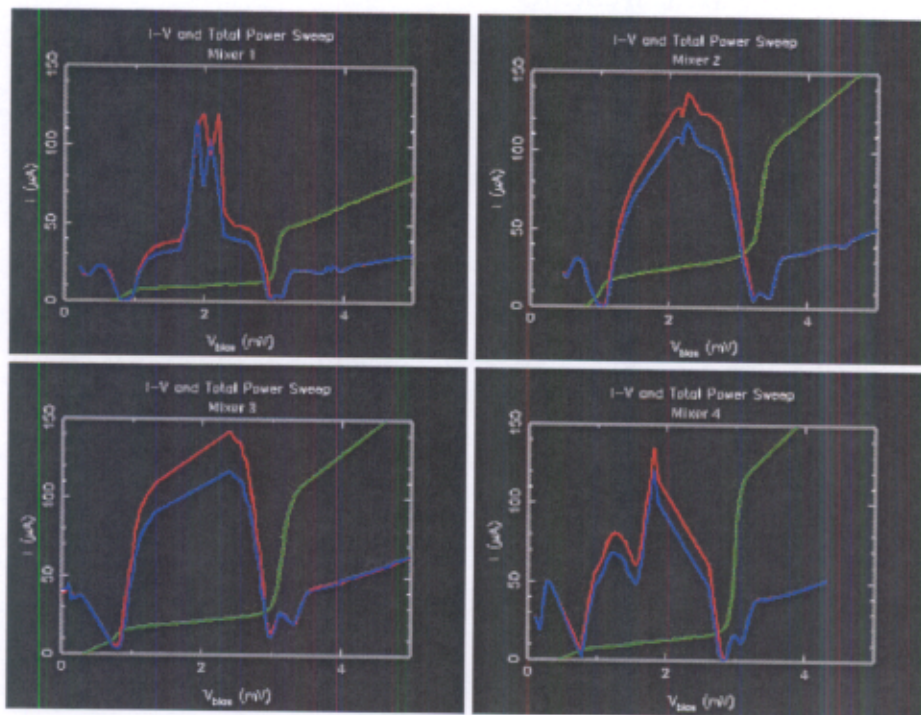 I-V and Total Power Sweep
Mixer 1
150
100
50
0
I (μA)
0
2
4
V_bias (mV)
I-V and Total Power Sweep
Mixer 2
150
100
50
0
I (μA)
0
2
4
V_bias (mV)
I-V and Total Power Sweep
Mixer 3
150
100
50
0
I (μA)
0
2
4
V_bias (mV)
I-V and Total Power Sweep
Mixer 4
150
100
50
0
I (μA)
0
2
4
V_bias (mV)